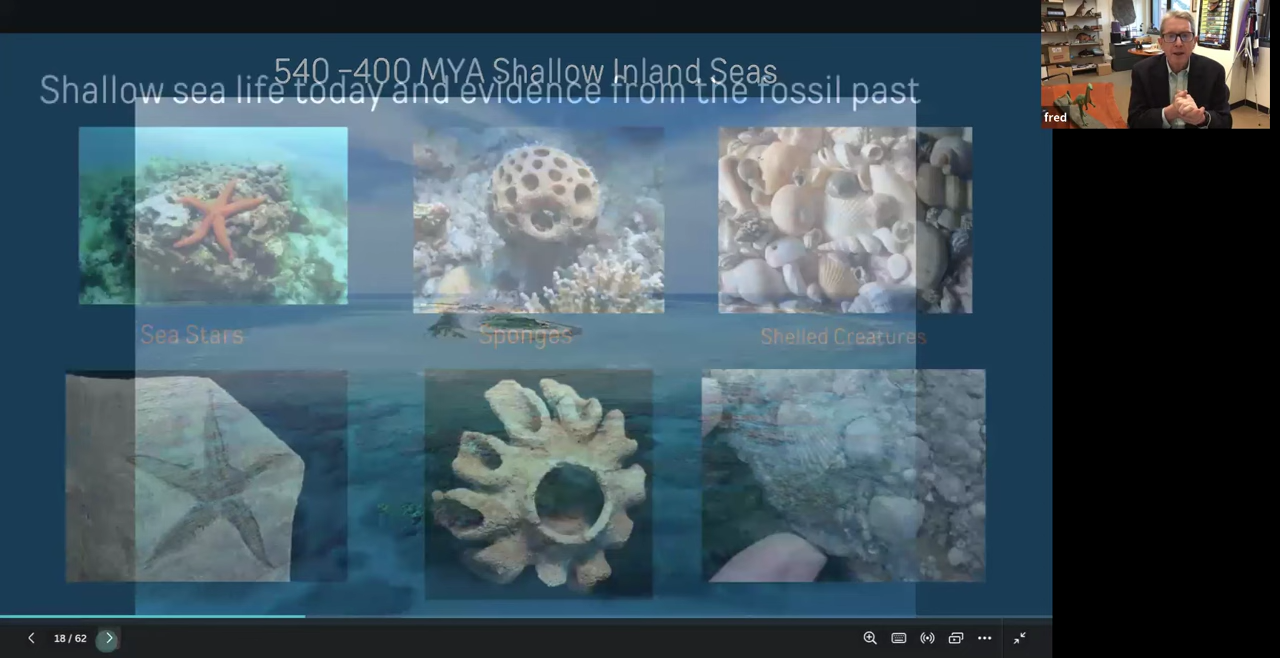 540 –400 MYA Shallow Inland Seas
Shallow sea life today and evidence from the fossil past
fred
Sea Stars
Sponges
Shelled Creatures
18 / 62